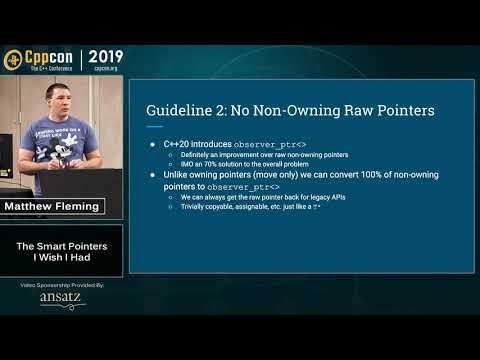 Cppcon
The C++ Conference
2019
cppcon.org
Matthew Fleming
The Smart Pointers
I Wish I Had
Video Sponsorship Provided By:
ansatz
Guideline 2: No Non-Owning Raw Pointers
● C++20 introduces observer_ptr<>
○ Definitely an improvement over raw non-owning pointers
○ IMO an 70% solution to the overall problem
● Unlike owning pointers (move only) we can convert 100% of non-owning
pointers to observer_ptr<>
○ We can always get the raw pointer back for legacy APIs
○ Trivially copyable, assignable, etc. just like a T*